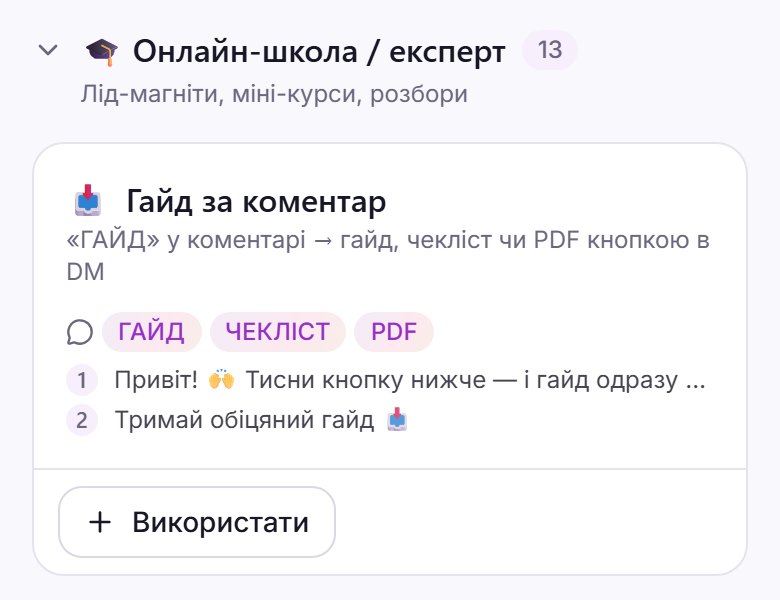 🎓 Онлайн-школа / експерт 13
Лід-магніти, міні-курси, розбори
📥 Гайд за коментар
«ГАЙД» у коментарі → гайд, чекліст чи PDF кнопкою в
DM
ГАЙД ЧЕКЛІСТ PDF
1 Привіт! 🙌 Тисни кнопку нижче — і гайд одразу ...
2 Тримай обіцяний гайд 📥
+ Використати